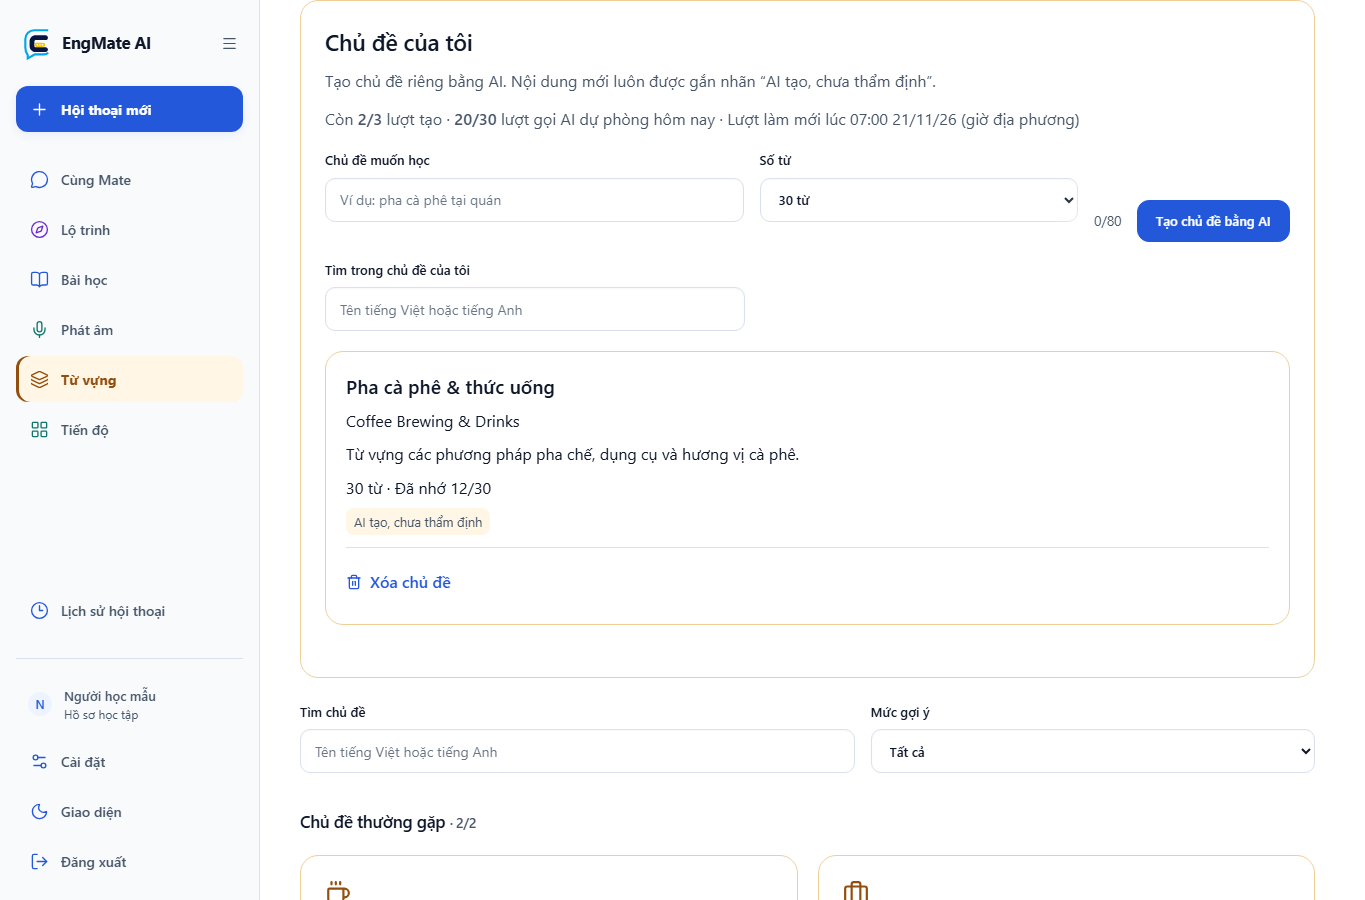 EngMate AI
Hội thoại mới
Cùng Mate
Lộ trình
Bài học
Phát âm
Từ vựng
Tiến độ
Lịch sử hội thoại
N
Người học mẫu
Hồ sơ học tập
Cài đặt
Giao diện
Đăng xuất
Chủ đề của tôi
Tạo chủ đề riêng bằng AI. Nội dung mới luôn được gắn nhãn “AI tạo, chưa thẩm định”.
Còn 2/3 lượt tạo · 20/30 lượt gọi AI dự phòng hôm nay · Lượt làm mới lúc 07:00 21/11/26 (giờ địa phương)
Chủ đề muốn học
Số từ
Ví dụ: pha cà phê tại quán
30 từ
0/80
Tạo chủ đề bằng AI
Tìm trong chủ đề của tôi
Tên tiếng Việt hoặc tiếng Anh
Pha cà phê & thức uống
Coffee Brewing & Drinks
Từ vựng các phương pháp pha chế, dụng cụ và hương vị cà phê.
30 từ · Đã nhớ 12/30
AI tạo, chưa thẩm định
Xóa chủ đề
Tìm chủ đề
Mức gợi ý
Tên tiếng Việt hoặc tiếng Anh
Tất cả
Chủ đề thường gặp · 2/2